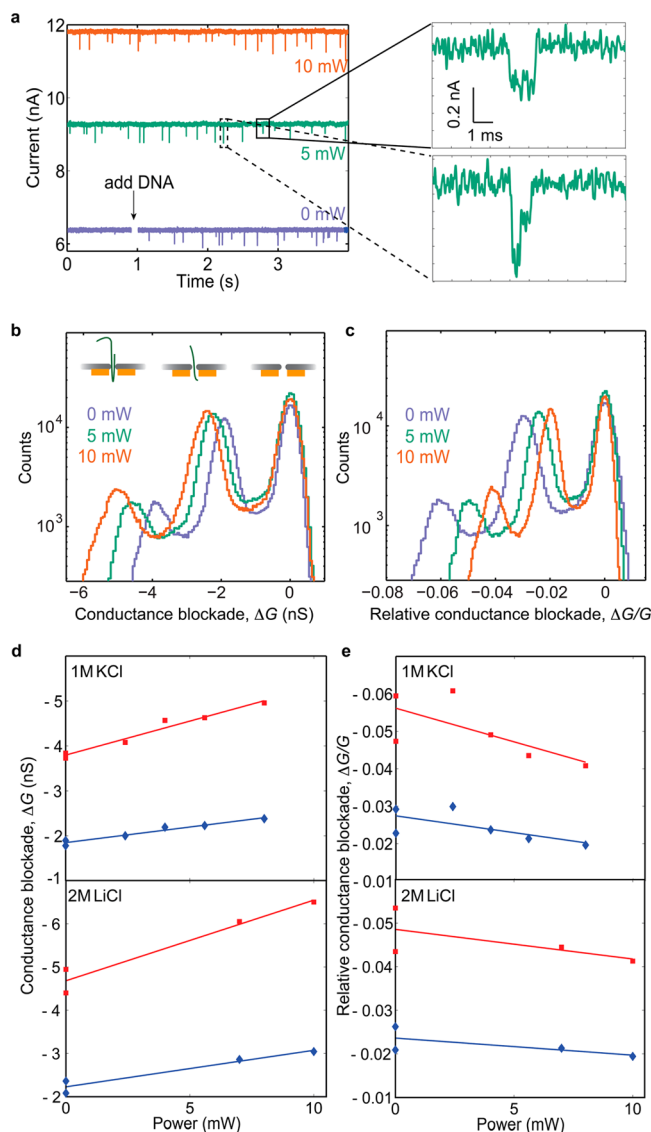 a
12
10 mW
9
5 mW
add DNA
0 mW
6
0
1
2
3
Current (nA)
Time (s)
0.2 nA
1 ms
b
0 mW
5 mW
10 mW
10⁴
10³
Counts
−6
−4
−2
0
Conductance blockade, ΔG (nS)
c
0 mW
5 mW
10 mW
10⁴
10³
Counts
−0.08
−0.06
−0.04
−0.02
0
Relative conductance blockade, ΔG/G
d
1M KCl
- 5
- 4
- 3
- 2
-1
2M LiCl
- 6
- 5
- 4
- 3
- 2
Conductance blockade, ΔG (nS)
0
5
10
Power (mW)
e
1M KCl
- 0.06
- 0.05
- 0.04
- 0.03
- 0.02
- 0.01
2M LiCl
- 0.05
- 0.04
- 0.03
- 0.02
- 0.01
Relative conductance blockade, ΔG/G
0
5
10
Power (mW)